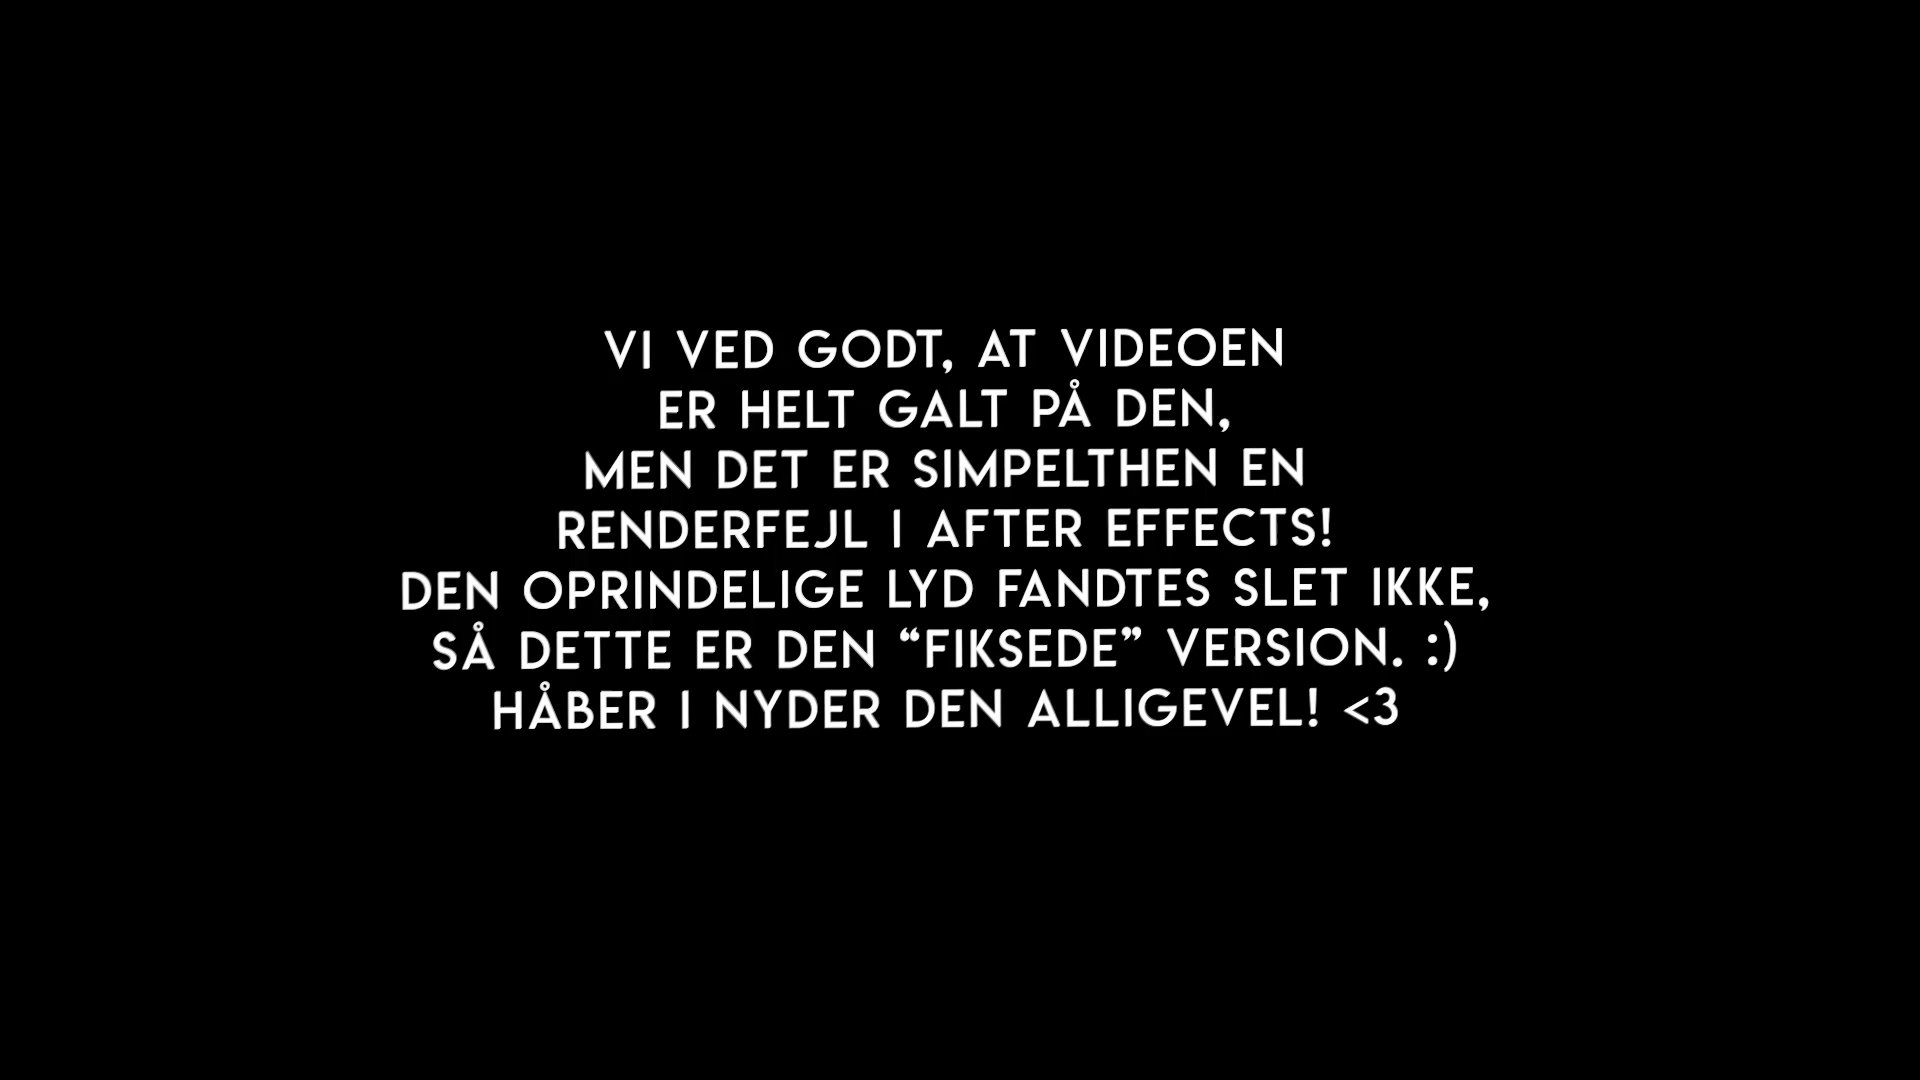 VI VED GODT, AT VIDEOEN
ER HELT GALT PÅ DEN,
MEN DET ER SIMPELTHEN EN
RENDERFEJL I AFTER EFFECTS!
DEN OPRINDELIGE LYD FANDTES SLET IKKE,
SÅ DETTE ER DEN “FIKSEDE” VERSION. :)
HÅBER I NYDER DEN ALLIGEVEL! <3